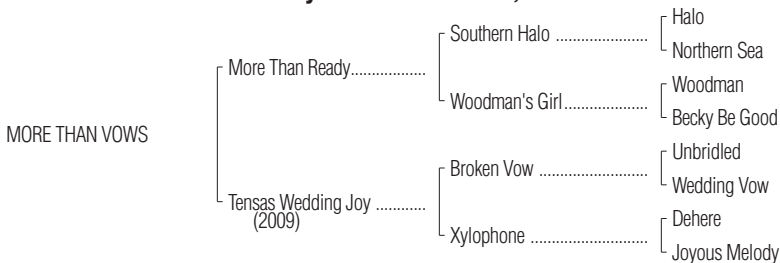 Halo
Southern Halo ......................
Northern Sea
More Than Ready..................
Woodman
Woodman's Girl....................
Becky Be Good
MORE THAN VOWS
Unbridled
Broken Vow ..........................
Wedding Vow
Tensas Wedding Joy ............
(2009)
Dehere
Xylophone ............................
Joyous Melody